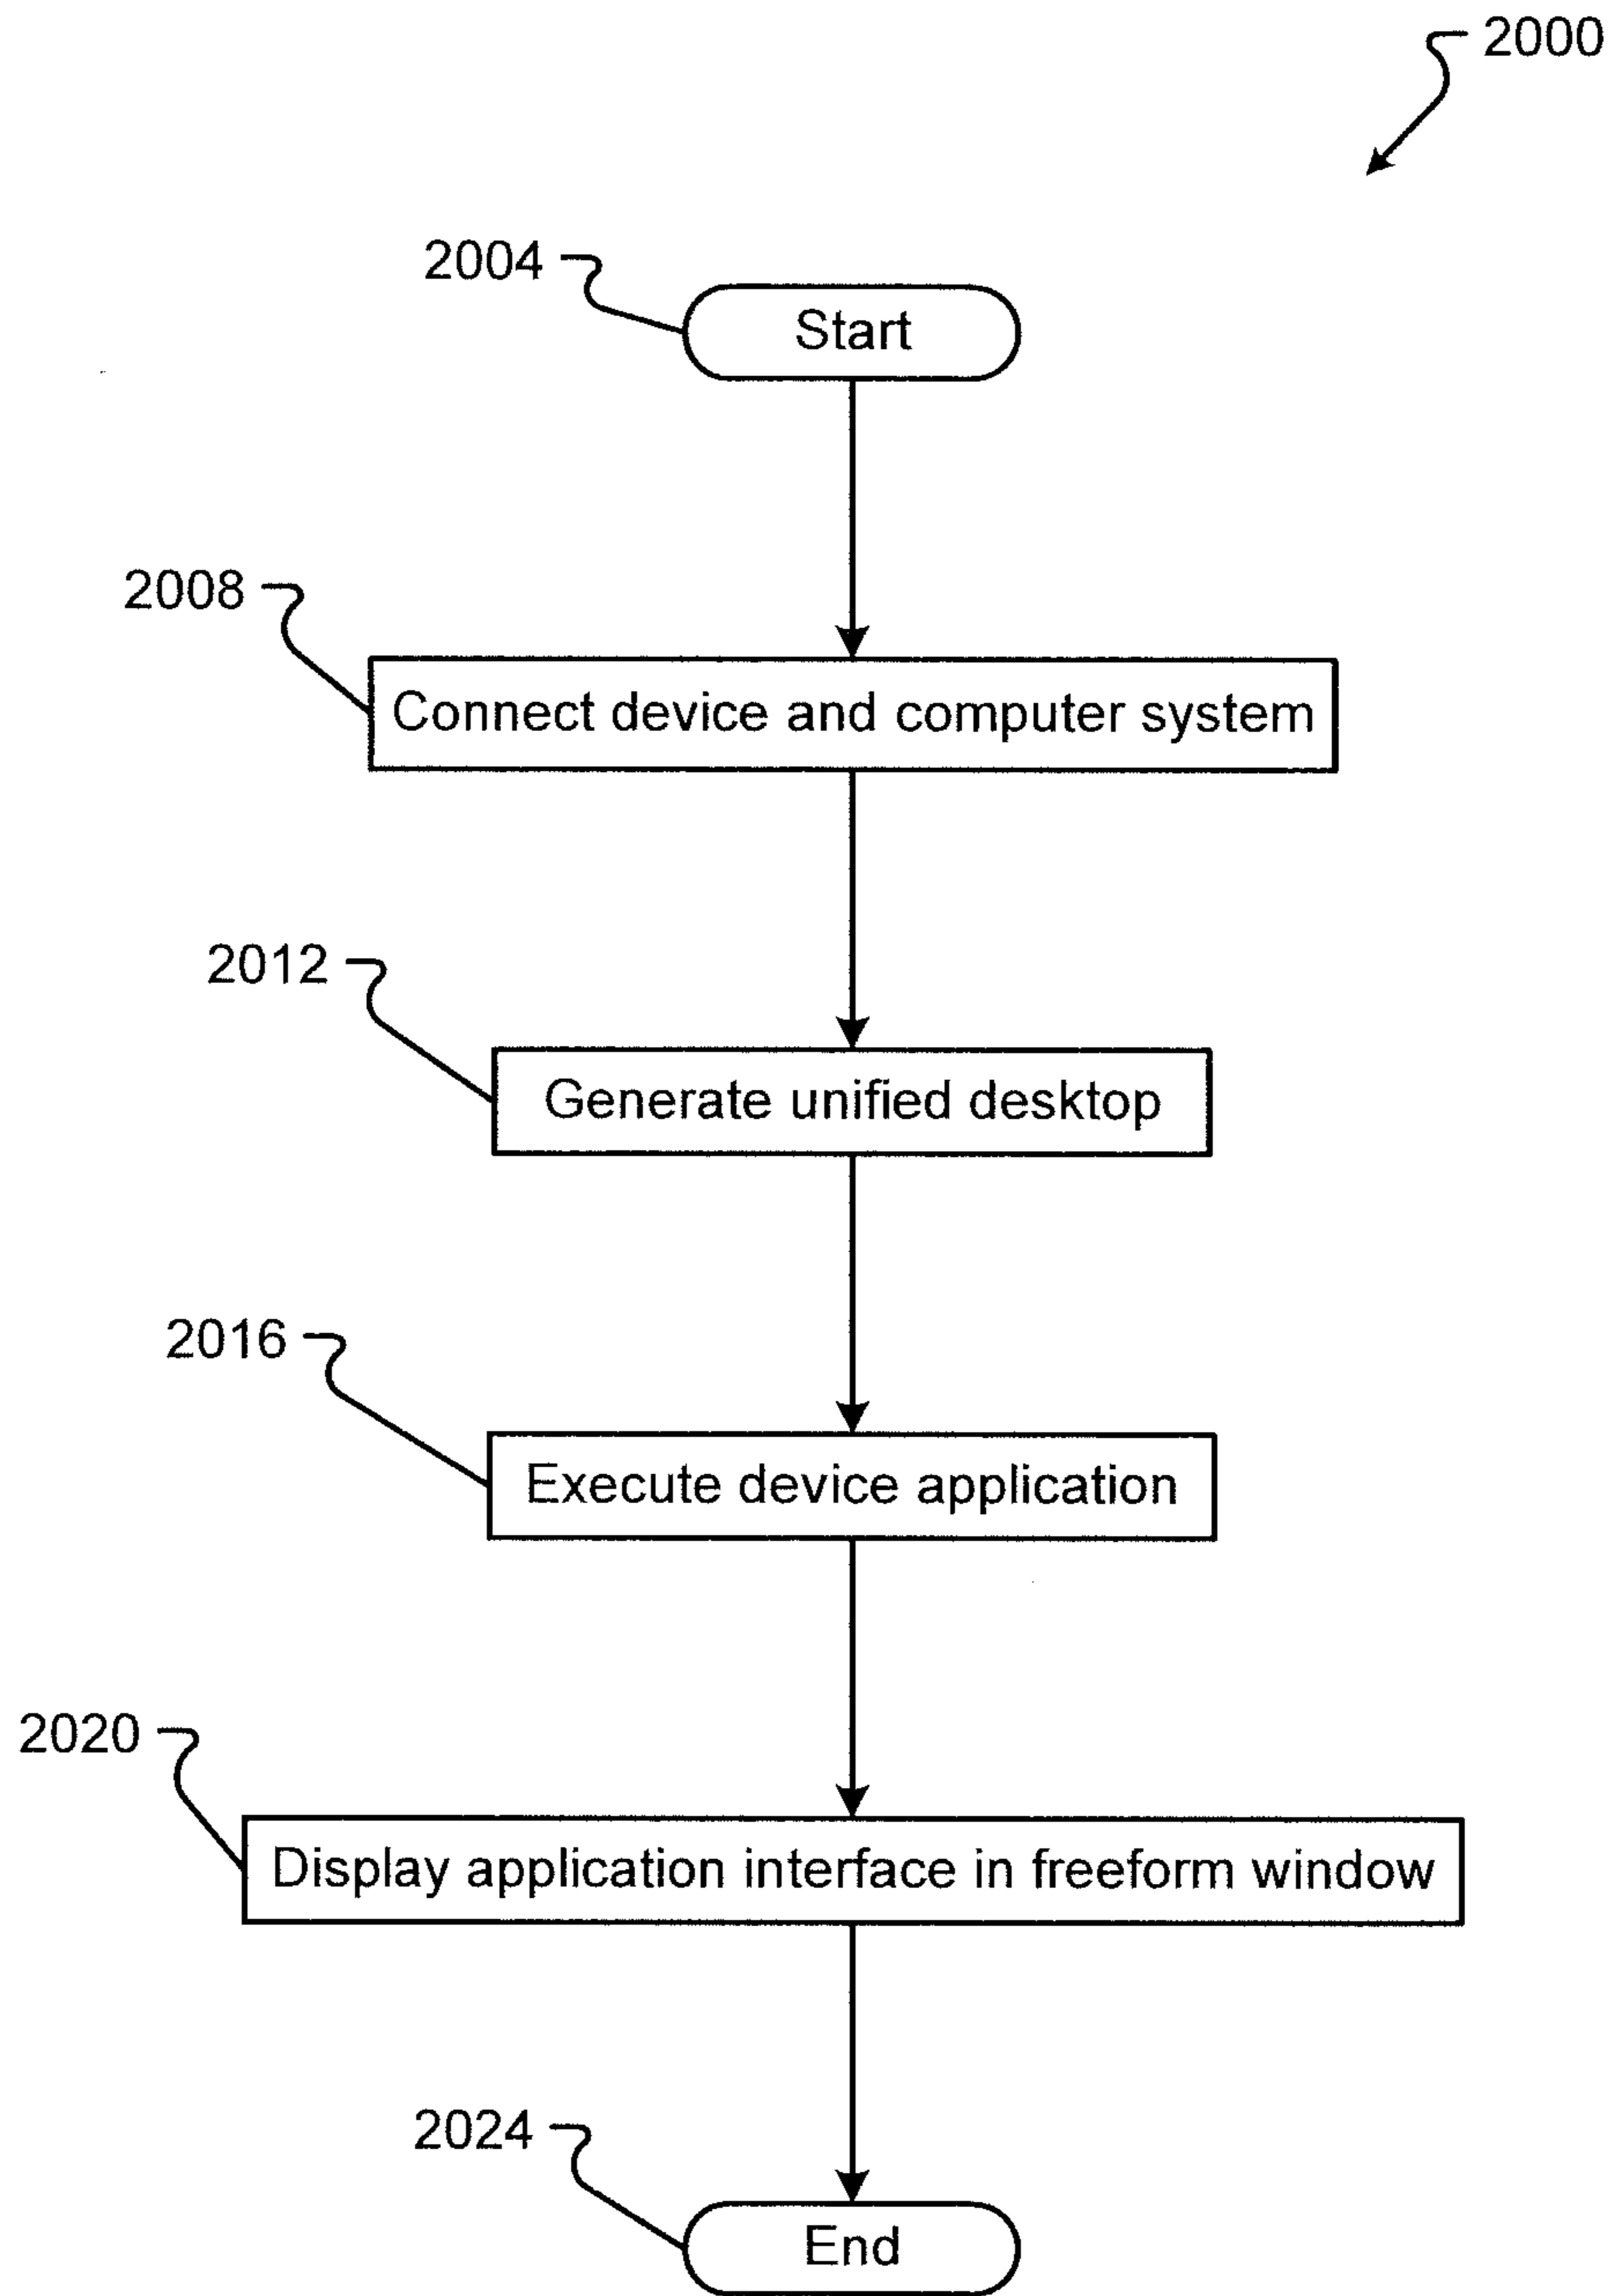 2000
2004
Start
2008
Connect device and computer system
2012
Generate unified desktop
2016
Execute device application
2020
Display application interface in freeform window
2024
End